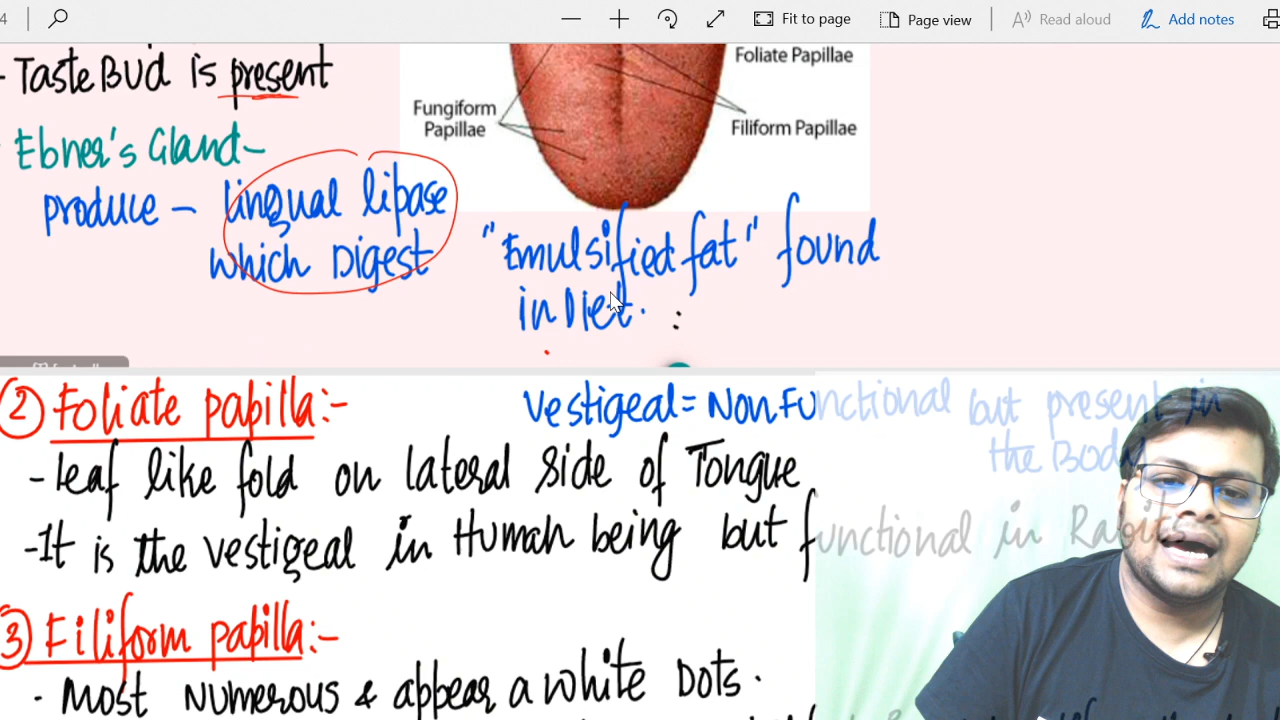 4
Fit to page
Page view
Read aloud
Add notes
- Taste Bud is present
Foliate Papillae
Fungiform
Papillae
Filiform Papillae
Ebner's Gland-
produce - lingual lipase
which Digest "Emulsified fat" found
in Diet.
② Foliate papilla:-
Vestigeal = Non Functional but present in
the Body
- leaf like fold on lateral side of Tongue
- It is the vestigeal in Human being but functional in Rabit
③ Filiform papilla:-
. Most Numerous & appear a white Dots.